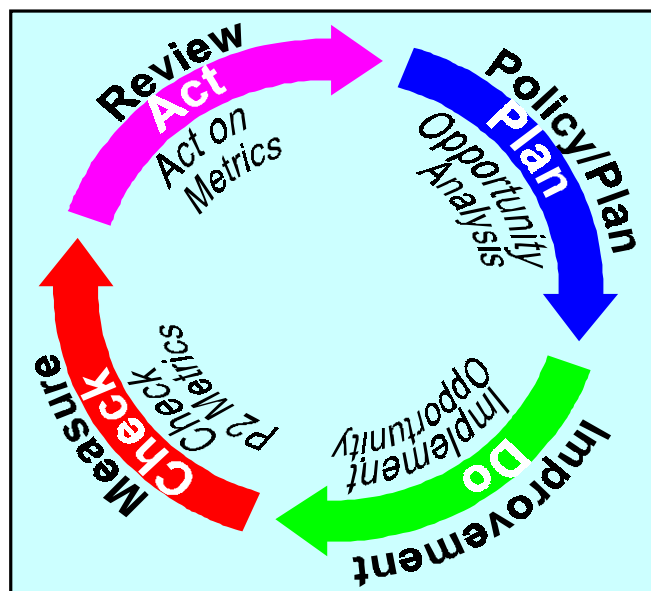 Review
Act
Act on
Metrics
Policy/Plan
Plan
Opportunity
Analysis
Improvement
Do
Implement
Opportunity
Measure
Check
Check
P2 Metrics